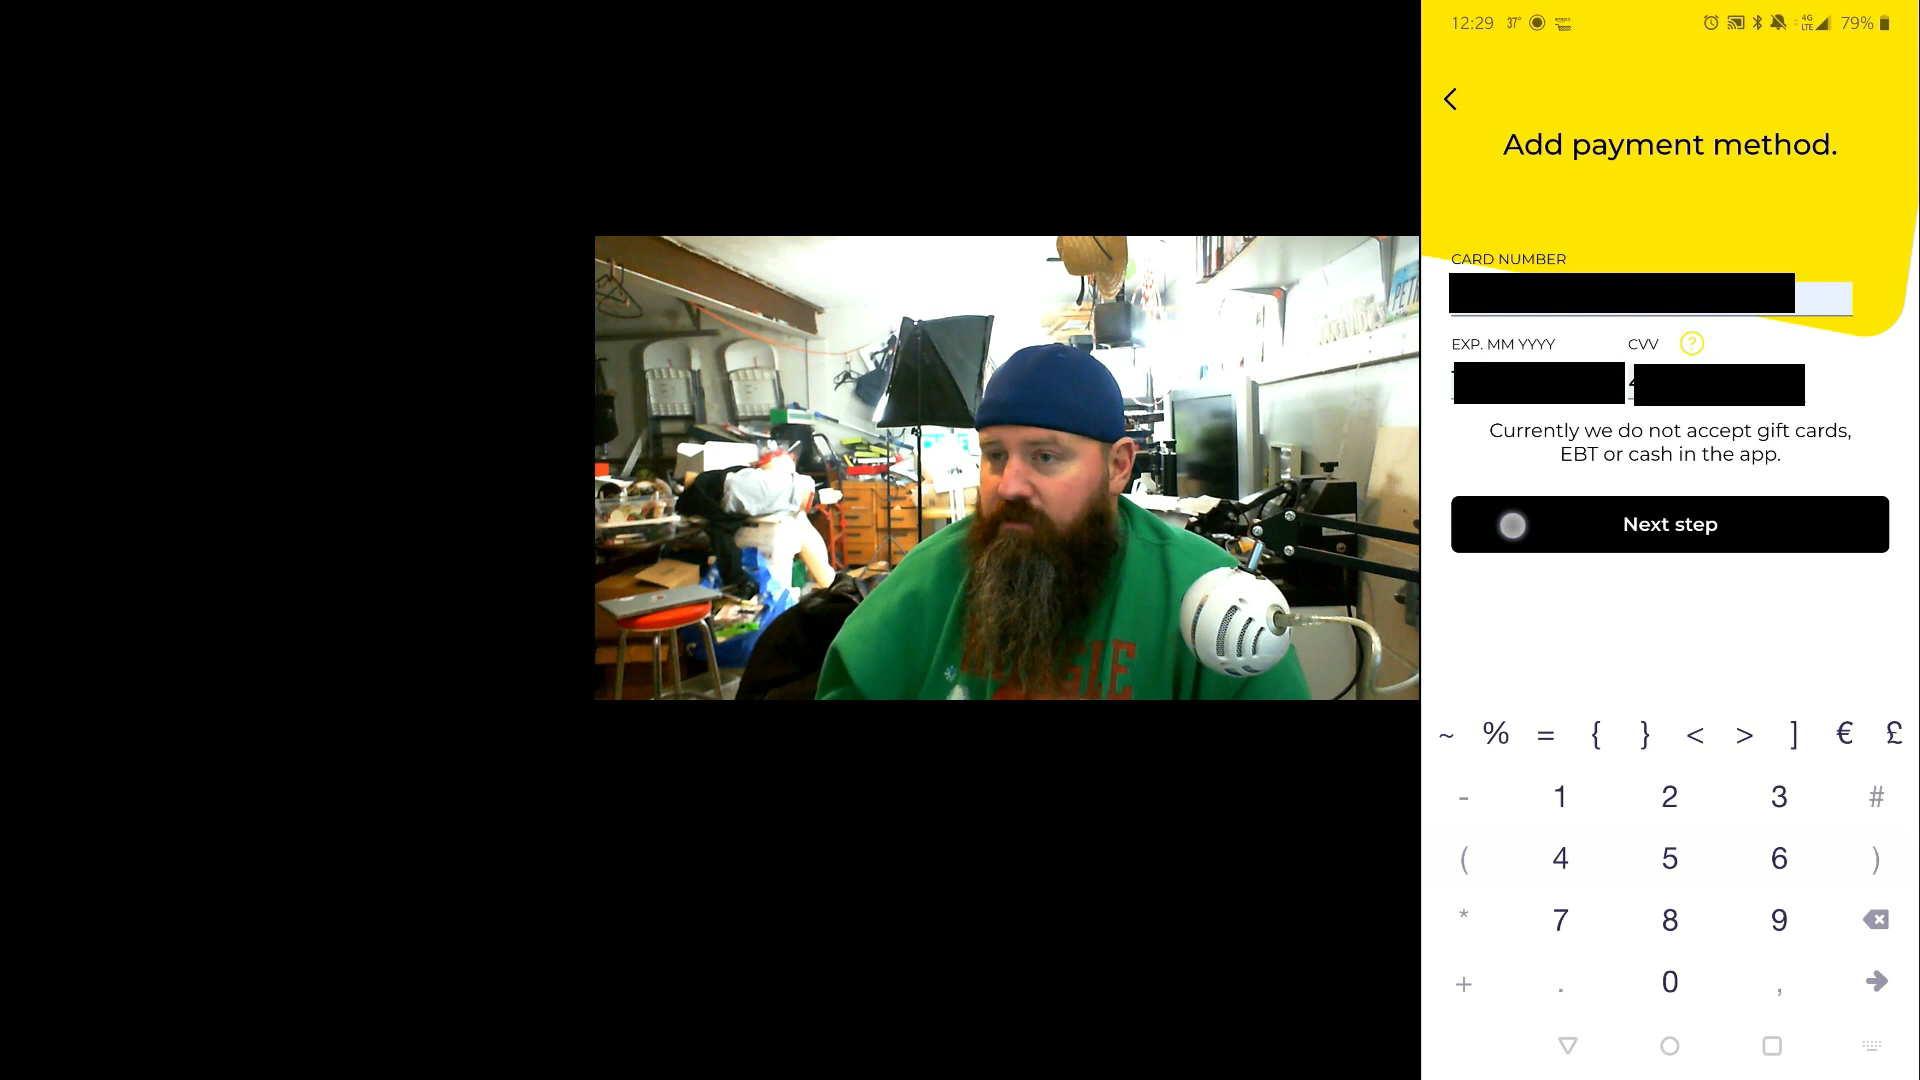 12:29 37° 4G LTE 79%
Add payment method.
CARD NUMBER
EXP. MM YYYY CVV ?
Currently we do not accept gift cards,
EBT or cash in the app.
Next step
~ % = { } < > ] € £
- 1 2 3 #
( 4 5 6 )
* 7 8 9
+ . 0 ,